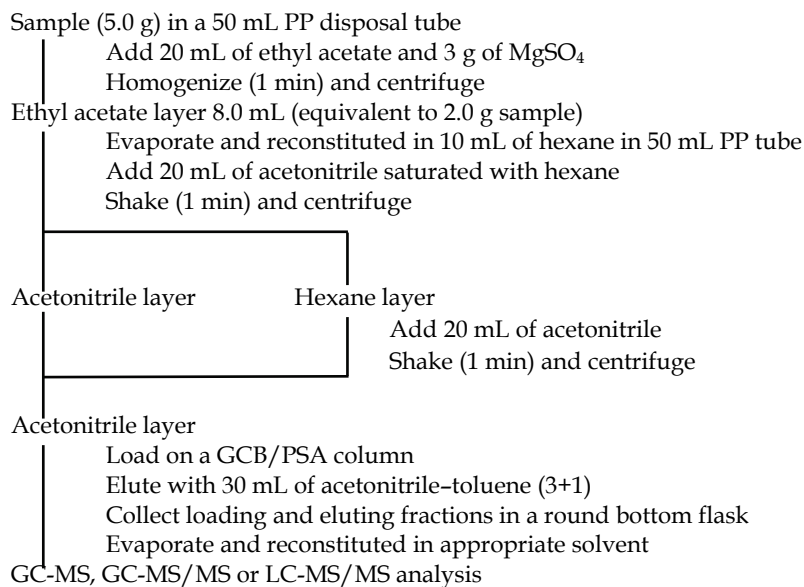 Sample (5.0 g) in a 50 mL PP disposal tube
Add 20 mL of ethyl acetate and 3 g of MgSO₄
Homogenize (1 min) and centrifuge
Ethyl acetate layer 8.0 mL (equivalent to 2.0 g sample)
Evaporate and reconstituted in 10 mL of hexane in 50 mL PP tube
Add 20 mL of acetonitrile saturated with hexane
Shake (1 min) and centrifuge
Acetonitrile layer Hexane layer
Add 20 mL of acetonitrile
Shake (1 min) and centrifuge
Acetonitrile layer
Load on a GCB/PSA column
Elute with 30 mL of acetonitrile–toluene (3+1)
Collect loading and eluting fractions in a round bottom flask
Evaporate and reconstituted in appropriate solvent
GC-MS, GC-MS/MS or LC-MS/MS analysis